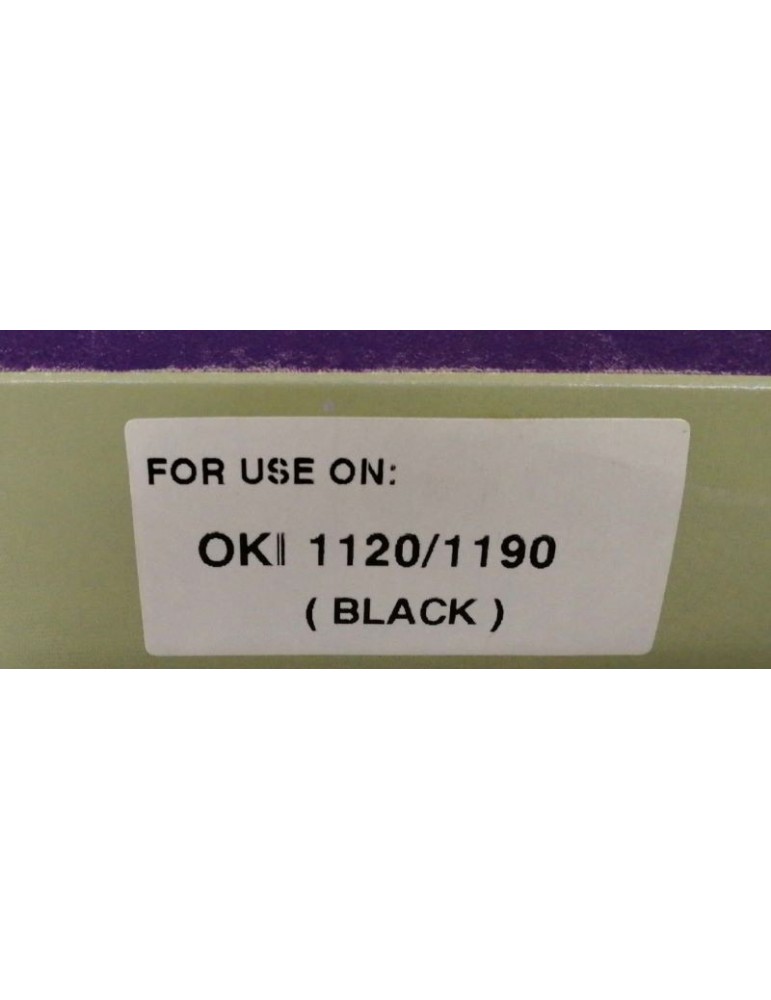 FOR USE ON:
OKI 1120/1190
( BLACK )